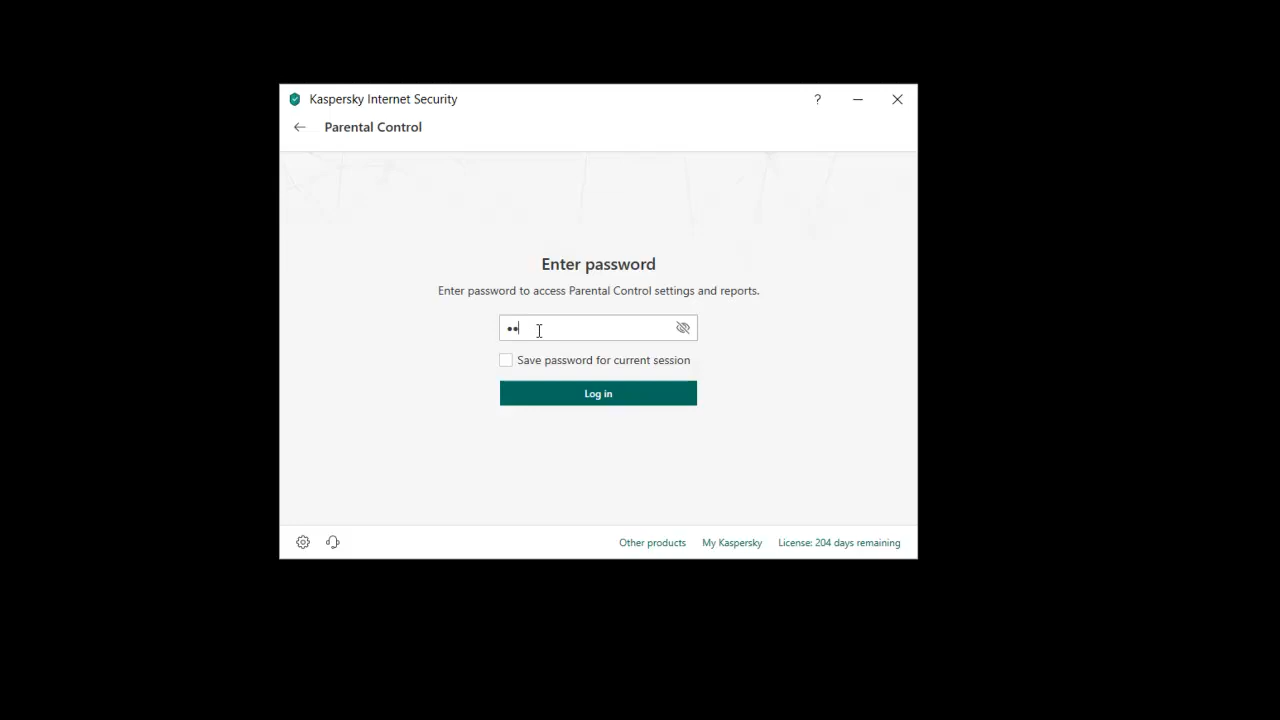 Kaspersky Internet Security
?
Parental Control
Enter password
Enter password to access Parental Control settings and reports.
••
Save password for current session
Log in
Other products My Kaspersky License: 204 days remaining